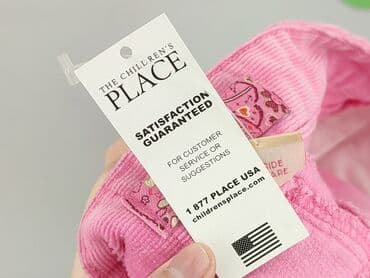 THE CHILDREN'S
PLACE
SATISFACTION
GUARANTEED
FOR CUSTOMER
SERVICE OR
SUGGESTIONS
1 877 PLACE USA
childrensplace.com